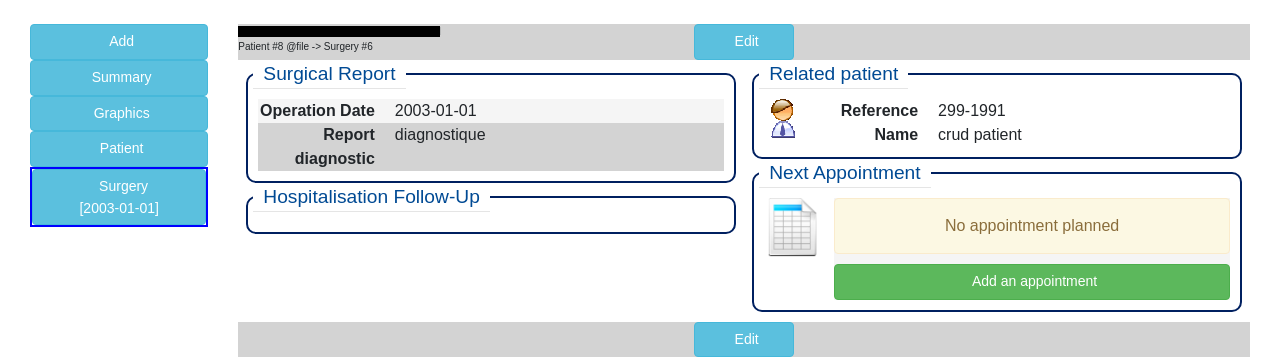 Add
Summary
Graphics
Patient
Surgery
[2003-01-01]
Patient #8 @file -> Surgery #6
Edit
Surgical Report
Operation Date 2003-01-01
Report diagnostique
diagnostic
Hospitalisation Follow-Up
Related patient
Reference 299-1991
Name crud patient
Next Appointment
No appointment planned
Add an appointment
Edit